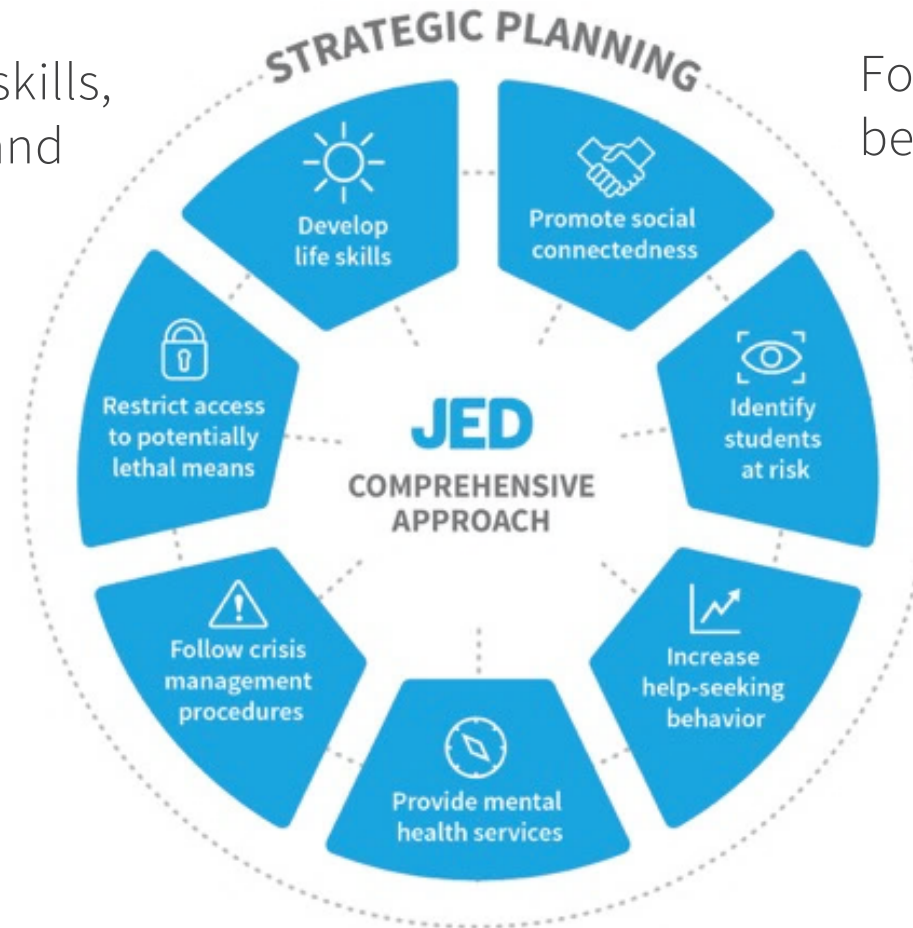 STRATEGIC PLANNING
skills,
and
Fo
be
Develop
life skills
Promote social
connectedness
Identify
students
at risk
Increase
help-seeking
behavior
Provide mental
health services
Follow crisis
management
procedures
Restrict access
to potentially
lethal means
JED
COMPREHENSIVE
APPROACH